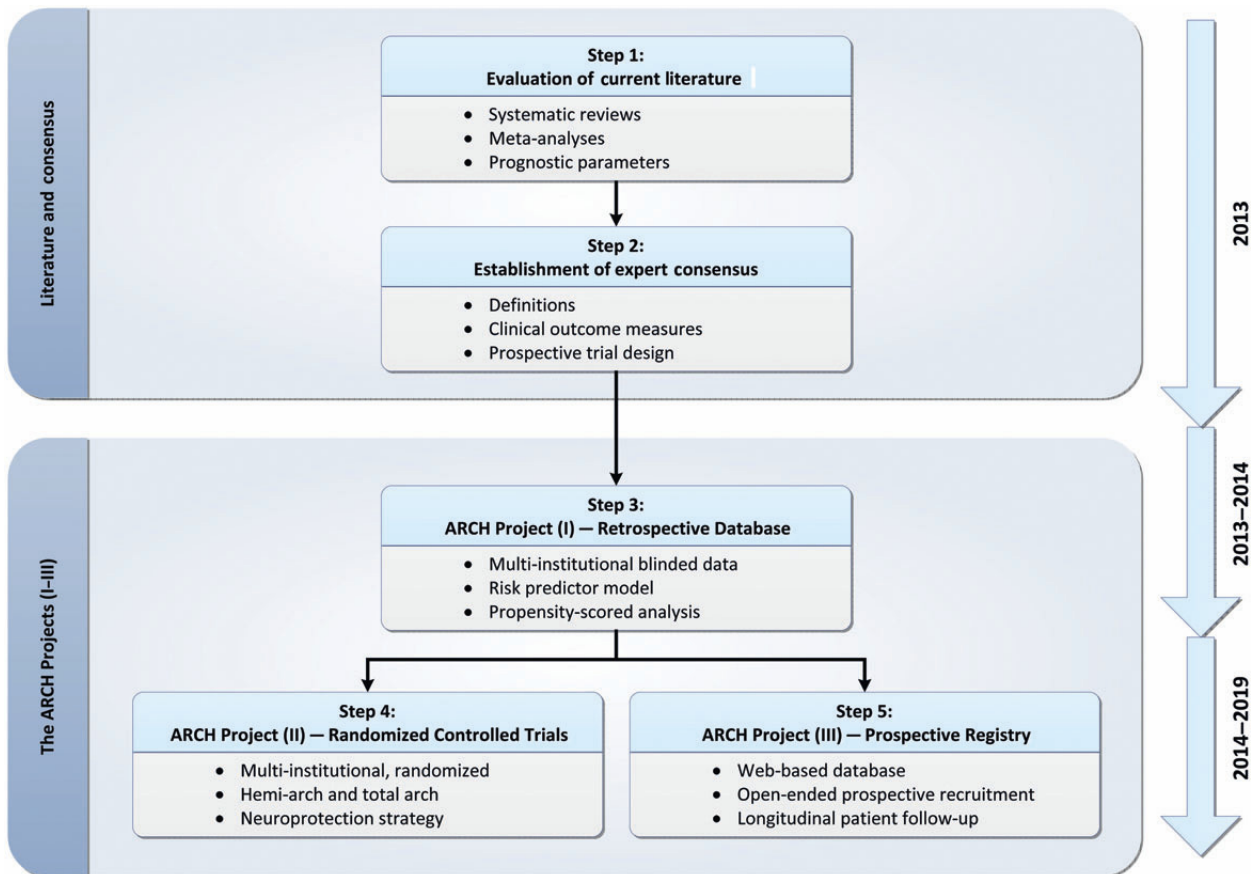 Literature and consensus
Step 1:
Evaluation of current literature
• Systematic reviews
• Meta-analyses
• Prognostic parameters
Step 2:
Establishment of expert consensus
• Definitions
• Clinical outcome measures
• Prospective trial design
2013
The ARCH Projects (I–III)
Step 3:
ARCH Project (I) — Retrospective Database
• Multi-institutional blinded data
• Risk predictor model
• Propensity-scored analysis
2013–2014
Step 4:
ARCH Project (II) — Randomized Controlled Trials
• Multi-institutional, randomized
• Hemi-arch and total arch
• Neuroprotection strategy
Step 5:
ARCH Project (III) — Prospective Registry
• Web-based database
• Open-ended prospective recruitment
• Longitudinal patient follow-up
2014–2019